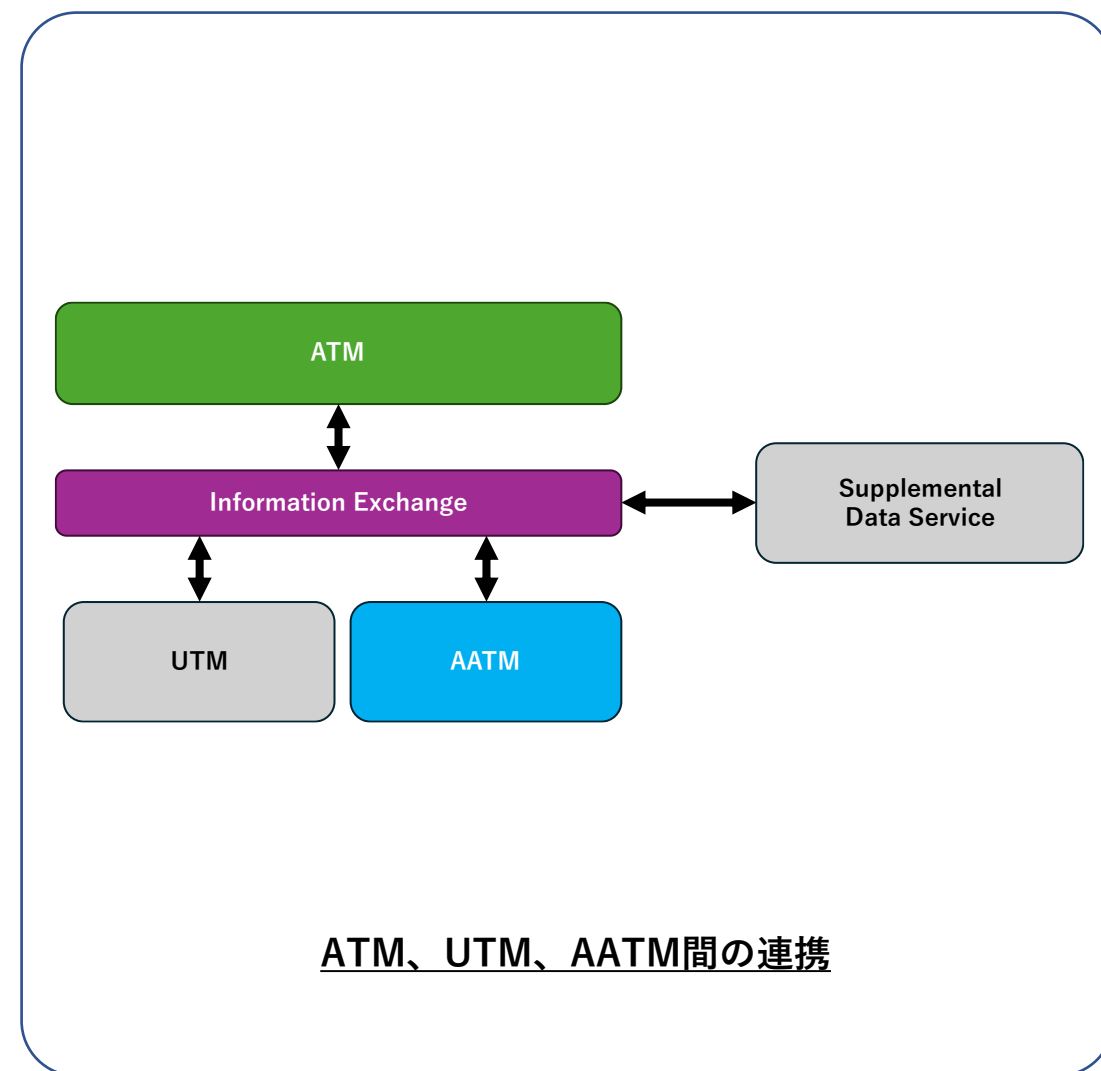 ATM
Information Exchange
Supplemental
Data Service
UTM
AATM
ATM、UTM、AATM間の連携